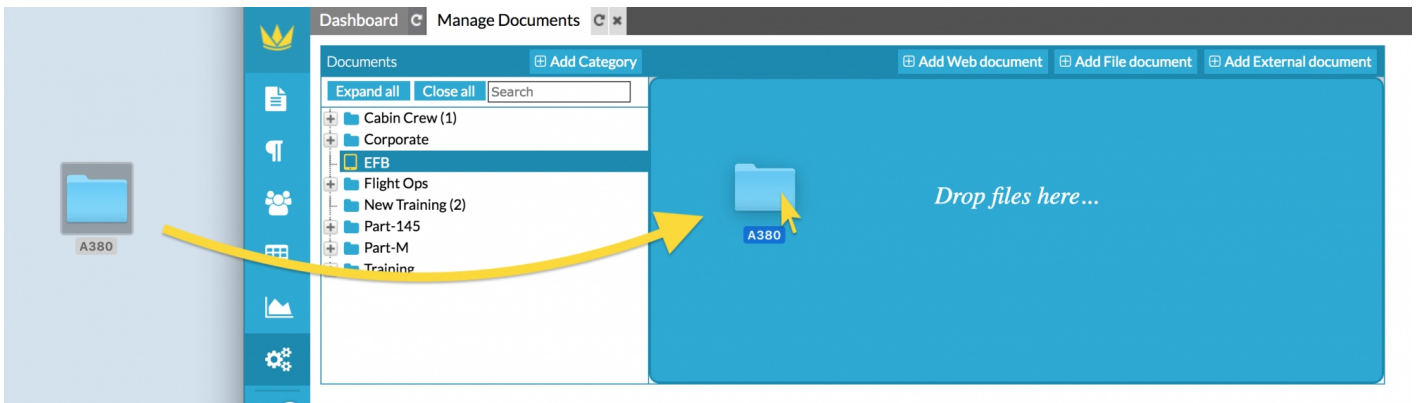 Dashboard
Manage Documents
Documents
Add Category
Add Web document
Add File document
Add External document
Expand all
Close all
Search
Cabin Crew (1)
Corporate
EFB
Flight Ops
New Training (2)
Part-145
Part-M
Training
A380
A380
Drop files here...